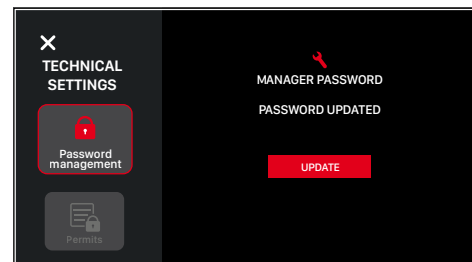 TECHNICAL
SETTINGS
Password
management
Permits
MANAGER PASSWORD
PASSWORD UPDATED
UPDATE